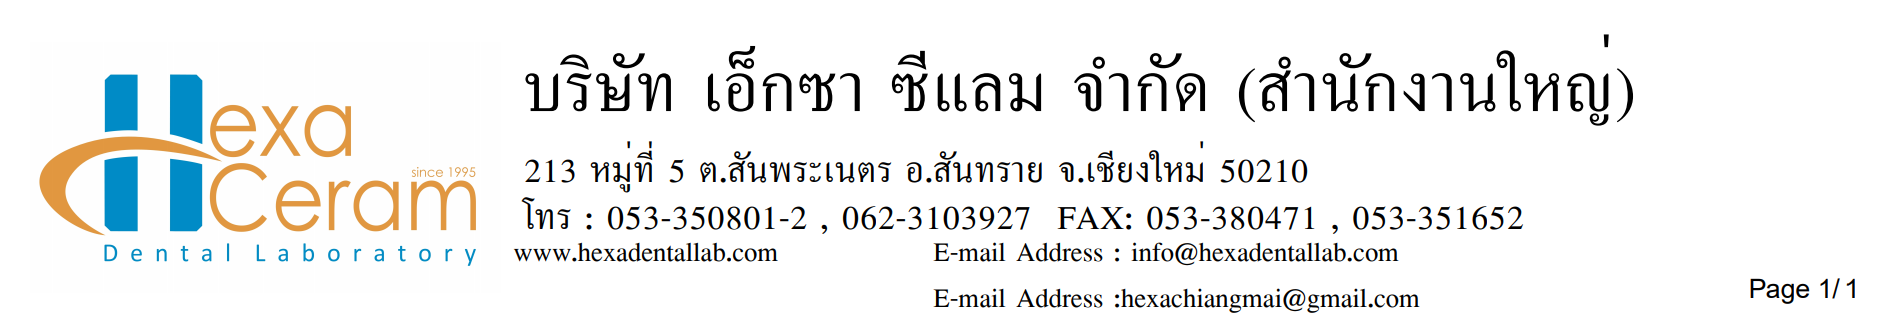 Hexa
Ceram
since 1995
Dental Laboratory
บริษัท เอ็กซา ซีแลม จำกัด (สำนักงานใหญ่)
213 หมู่ที่ 5 ต.สันพระเนตร อ.สันทราย จ.เชียงใหม่ 50210
โทร : 053-350801-2 , 062-3103927 FAX: 053-380471 , 053-351652
www.hexadentallab.com E-mail Address : info@hexadentallab.com
E-mail Address :hexachiangmai@gmail.com
Page 1/ 1